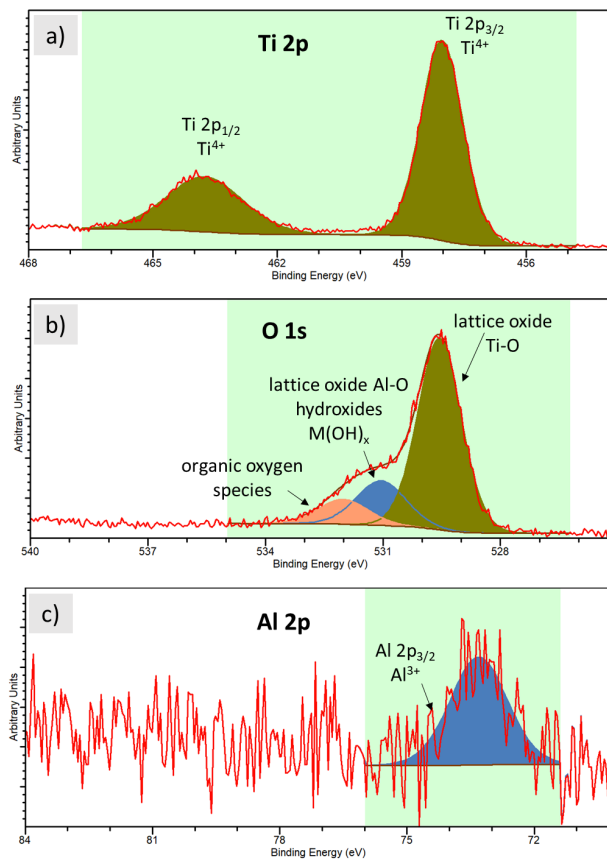 a)
Ti 2p
Ti 2p3/2
Ti4+
Ti 2p1/2
Ti4+
Arbitrary Units
468 465 462 459 456
Binding Energy (eV)
b)
O 1s
lattice oxide
Ti-O
lattice oxide Al-O
hydroxides
M(OH)x
organic oxygen
species
Arbitrary Units
540 537 534 531 528
Binding Energy (eV)
c)
Al 2p
Al 2p3/2
Al3+
Arbitrary Units
84 81 78 75 72
Binding Energy (eV)